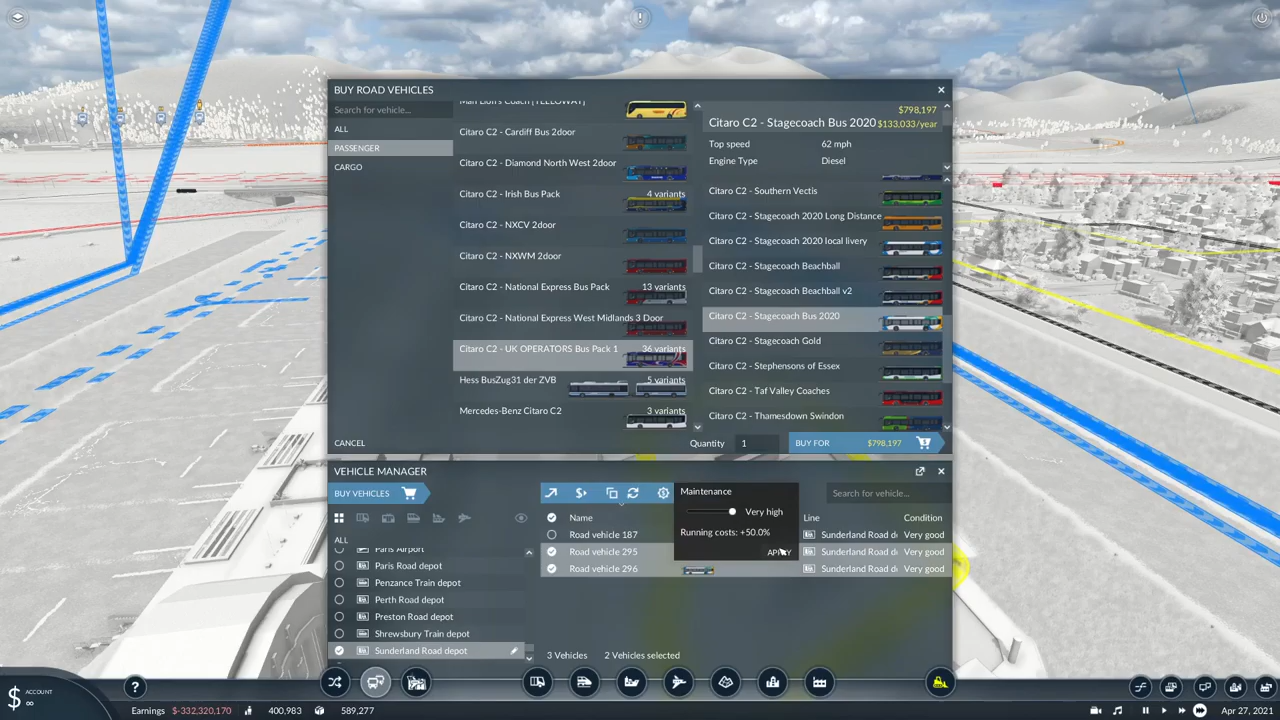 BUY ROAD VEHICLES
Search for vehicle...
ALL
PASSENGER
CARGO
Man Lion's Coach [YELLOWAY]
Citaro C2 - Cardiff Bus 2door
Citaro C2 - Diamond North West 2door
Citaro C2 - Irish Bus Pack 4 variants
Citaro C2 - NXCV 2door
Citaro C2 - NXWM 2door
Citaro C2 - National Express Bus Pack 13 variants
Citaro C2 - National Express West Midlands 3 Door
Citaro C2 - UK OPERATORS Bus Pack 1 36 variants
Hess BusZug31 der ZVB 5 variants
Mercedes-Benz Citaro C2 3 variants
$798,197
Citaro C2 - Stagecoach Bus 2020 $133,033/year
Top speed 62 mph
Engine Type Diesel
Citaro C2 - Southern Vectis
Citaro C2 - Stagecoach 2020 Long Distance
Citaro C2 - Stagecoach 2020 local livery
Citaro C2 - Stagecoach Beachball
Citaro C2 - Stagecoach Beachball v2
Citaro C2 - Stagecoach Bus 2020
Citaro C2 - Stagecoach Gold
Citaro C2 - Stephensons of Essex
Citaro C2 - Taf Valley Coaches
Citaro C2 - Thamesdown Swindon
CANCEL
Quantity 1
BUY FOR $798,197
VEHICLE MANAGER
BUY VEHICLES
ALL
Paris Airport
Paris Road depot
Penzance Train depot
Perth Road depot
Preston Road depot
Shrewsbury Train depot
Sunderland Road depot
Maintenance
Very high
Running costs: +50.0%
APPLY
Search for vehicle...
Name Line Condition
Road vehicle 187 Sunderland Road d Very good
Road vehicle 295 Sunderland Road d Very good
Road vehicle 296 Sunderland Road d Very good
3 Vehicles 2 Vehicles selected
$ ACCOUNT
∞
?
Earnings $-332,320,170 400,983 589,277
Apr 27, 2021